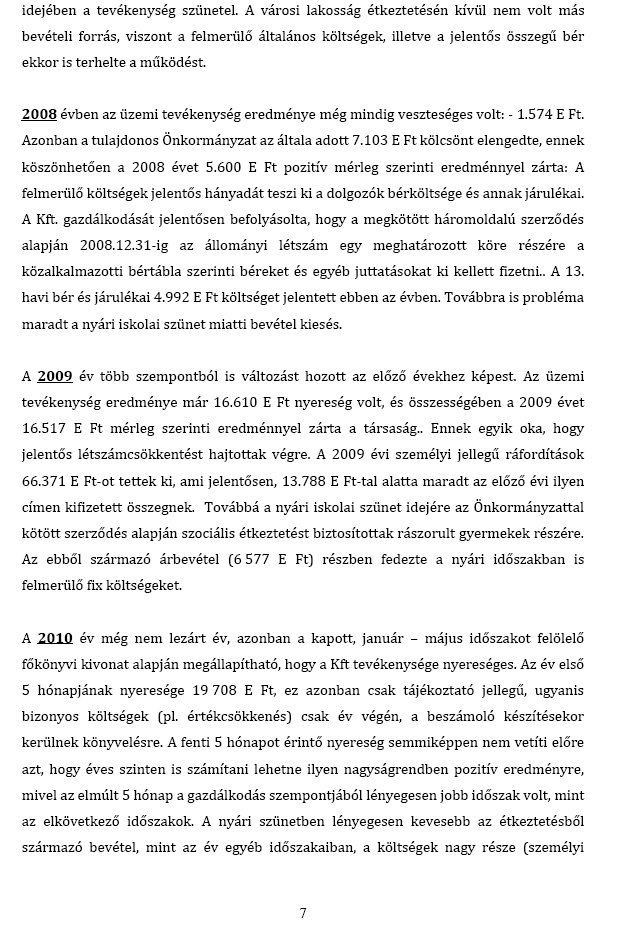 idejében a tevékenység szünetel. A városi lakosság étkeztetésén kívül nem volt más
bevételi forrás, viszont a felmerülő általános költségek, illetve a jelentős összegű bér
ekkor is terhelte a működést.
2008 évben az üzemi tevékenység eredménye még mindig veszteséges volt: - 1.574 E Ft.
Azonban a tulajdonos Önkormányzat az általa adott 7.103 E Ft kölcsönt elengedte, ennek
köszönhetően a 2008 évet 5.600 E Ft pozitív mérleg szerinti eredménnyel zárta: A
felmerülő költségek jelentős hányadát teszi ki a dolgozók bérköltsége és annak járulékai.
A Kft. gazdálkodását jelentősen befolyásolta, hogy a megkötött háromoldalú szerződés
alapján 2008.12.31-ig az állományi létszám egy meghatározott köre részére a
közalkalmazotti bértábla szerinti béreket és egyéb juttatásokat ki kellett fizetni.. A 13.
havi bér és járulékai 4.992 E Ft költséget jelentett ebben az évben. Továbbra is probléma
maradt a nyári iskolai szünet miatti bevétel kiesés.
A 2009 év több szempontból is változást hozott az előző évekhez képest. Az üzemi
tevékenység eredménye már 16.610 E Ft nyereség volt, és összességében a 2009 évet
16.517 E Ft mérleg szerinti eredménnyel zárta a társaság.. Ennek egyik oka, hogy
jelentős létszámcsökkentést hajtottak végre. A 2009 évi személyi jellegű ráfordítások
66.371 E Ft-ot tettek ki, ami jelentősen, 13.788 E Ft-tal alatta maradt az előző évi ilyen
címen kifizetett összegnek.  Továbbá a nyári iskolai szünet idejére az Önkormányzattal
kötött szerződés alapján szociális étkeztetést biztosítottak rászorult gyermekek részére.
Az ebből származó árbevétel (6 577 E Ft) részben fedezte a nyári időszakban is
felmerülő fix költségeket.
A 2010 év még nem lezárt év, azonban a kapott, január – május időszakot felölelő
főkönyvi kivonat alapján megállapítható, hogy a Kft tevékenysége nyereséges. Az év első
5 hónapjának nyeresége 19 708 E Ft, ez azonban csak tájékoztató jellegű, ugyanis
bizonyos költségek (pl. értékcsökkenés) csak év végén, a beszámoló készítésekor
kerülnek könyvelésre. A fenti 5 hónapot érintő nyereség semmiképpen nem vetíti előre
azt, hogy éves szinten is számítani lehetne ilyen nagyságrendben pozitív eredményre,
mivel az elmúlt 5 hónap a gazdálkodás szempontjából lényegesen jobb időszak volt, mint
az elkövetkező időszakok. A nyári szünetben lényegesen kevesebb az étkeztetésből
származó bevétel, mint az év egyéb időszakaiban, a költségek nagy része (személyi
7